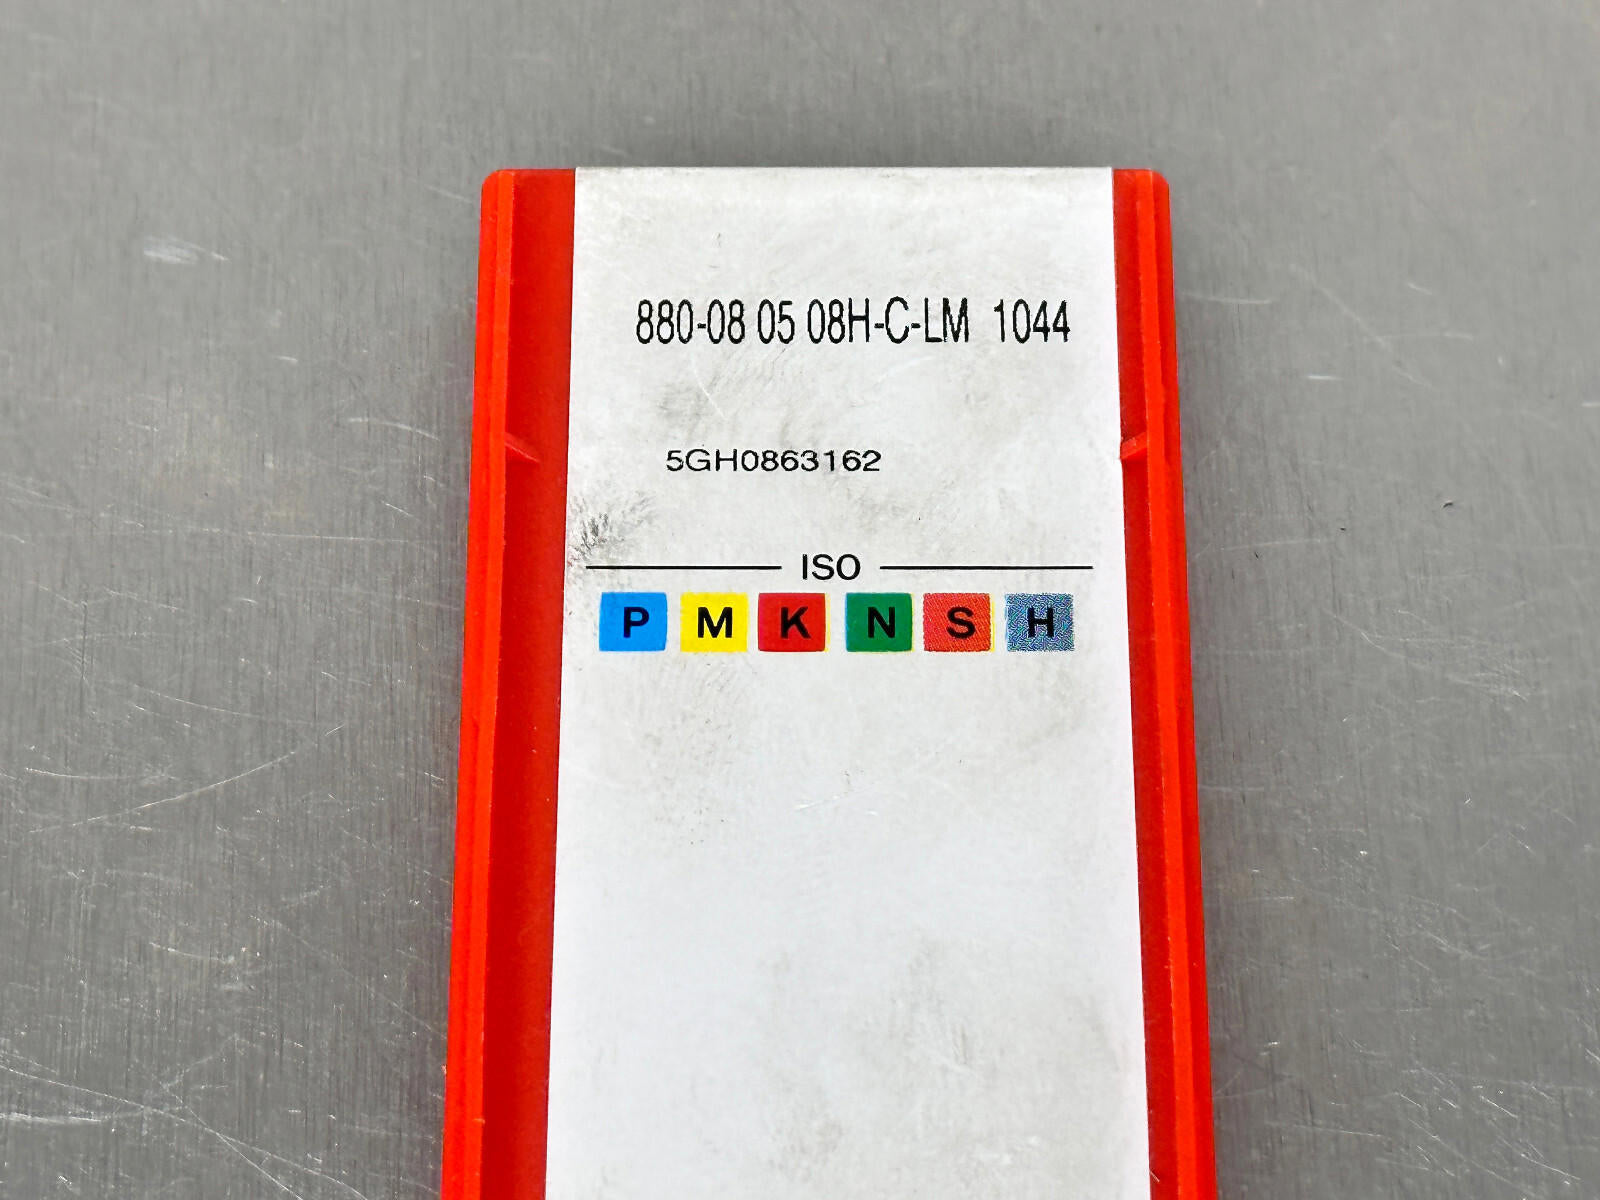 880-08 05 08H-C-LM 1044
5GH0863162
ISO
P M K N S H